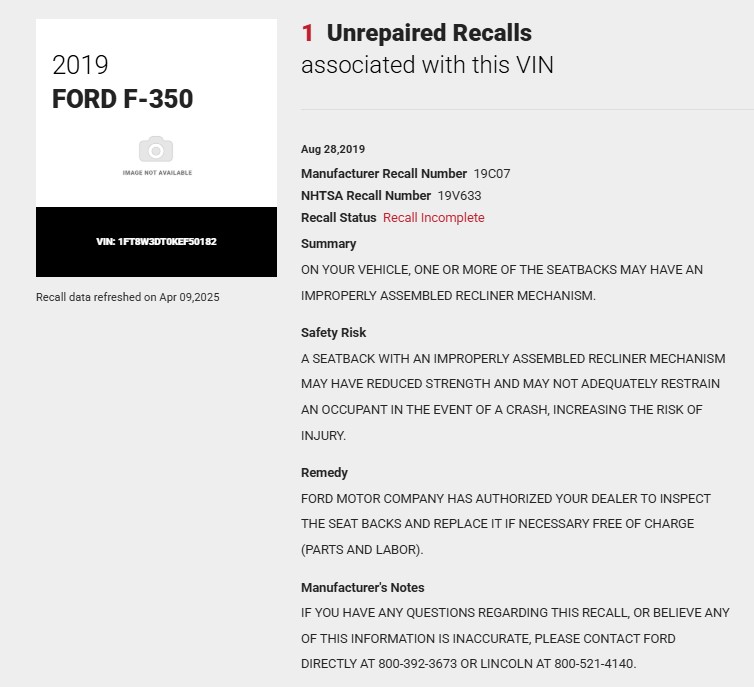 2019
FORD F-350
IMAGE NOT AVAILABLE
VIN: 1FT8W3DT0KEF50182
Recall data refreshed on Apr 09,2025
1 Unrepaired Recalls
associated with this VIN
Aug 28,2019
Manufacturer Recall Number 19C07
NHTSA Recall Number 19V633
Recall Status Recall Incomplete
Summary
ON YOUR VEHICLE, ONE OR MORE OF THE SEATBACKS MAY HAVE AN
IMPROPERLY ASSEMBLED RECLINER MECHANISM.
Safety Risk
A SEATBACK WITH AN IMPROPERLY ASSEMBLED RECLINER MECHANISM
MAY HAVE REDUCED STRENGTH AND MAY NOT ADEQUATELY RESTRAIN
AN OCCUPANT IN THE EVENT OF A CRASH, INCREASING THE RISK OF
INJURY.
Remedy
FORD MOTOR COMPANY HAS AUTHORIZED YOUR DEALER TO INSPECT
THE SEAT BACKS AND REPLACE IT IF NECESSARY FREE OF CHARGE
(PARTS AND LABOR).
Manufacturer's Notes
IF YOU HAVE ANY QUESTIONS REGARDING THIS RECALL, OR BELIEVE ANY
OF THIS INFORMATION IS INACCURATE, PLEASE CONTACT FORD
DIRECTLY AT 800-392-3673 OR LINCOLN AT 800-521-4140.